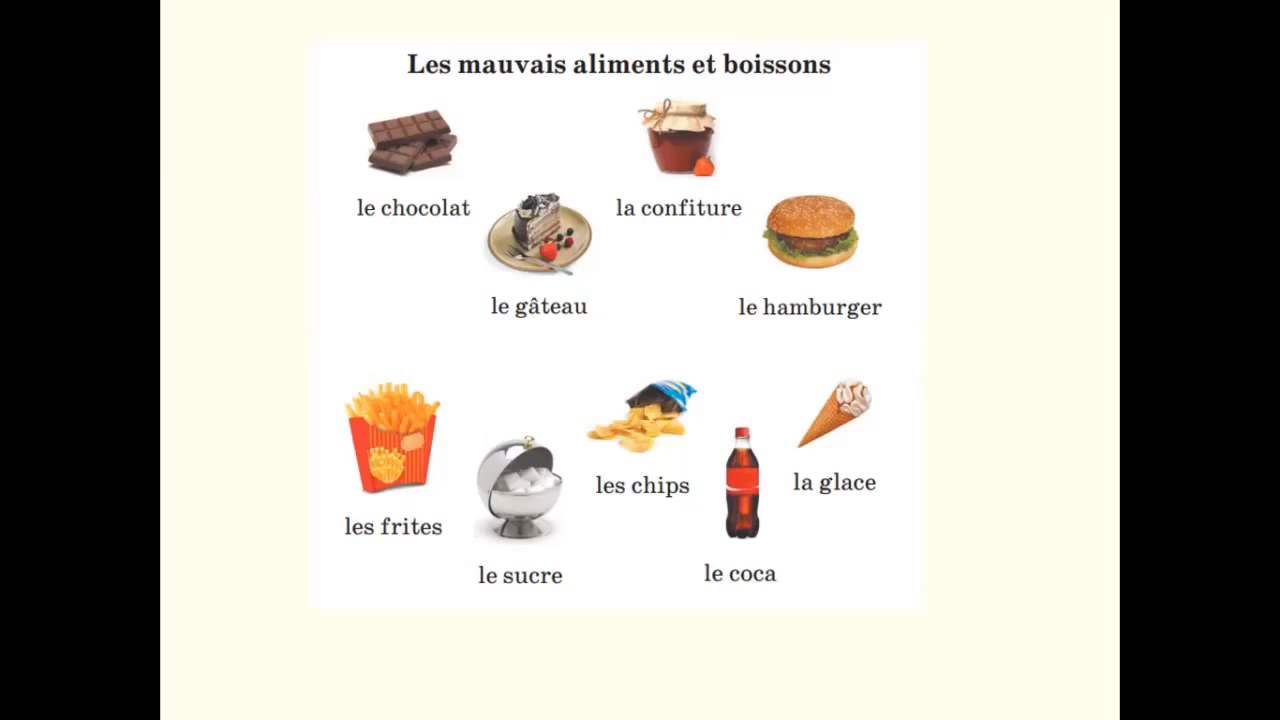 Les mauvais aliments et boissons
le chocolat
la confiture
le gâteau
le hamburger
les frites
les chips
la glace
le sucre
le coca